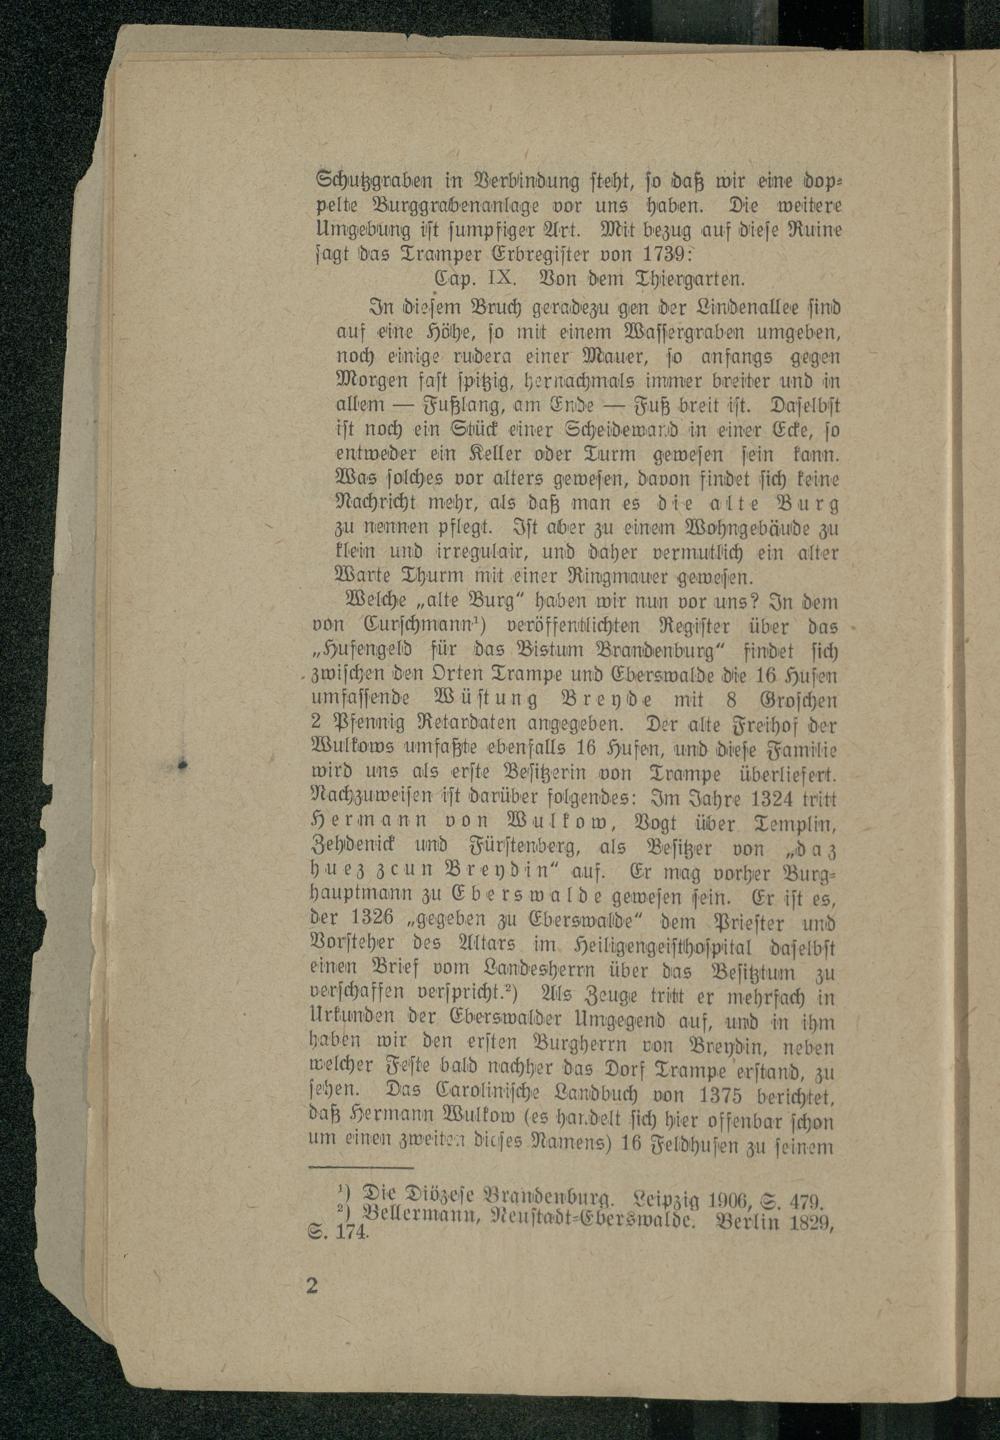 Schutzgraben in Verbindung steht, so daß wir eine dop-
pelte Burggrabenanlage vor uns haben. Die weitere
Umgebung ist sumpfiger Art. Mit bezug auf diese Ruine
sagt das Tramper Erbregister von 1739:
Cap. IX. Von dem Thiergarten.
In diesem Bruch geradezu gen der Lindenallee sind
auf eine Höhe, so mit einem Wassergraben umgeben,
noch einige rudera einer Mauer, so anfangs gegen
Morgen fast spitzig, hernachmals immer breiter und in
allem — Fußlang, am Ende — Fuß breit ist. Daselbst
ist noch ein Stück einer Scheidewand in einer Ecke, so
entweder ein Keller oder Turm gewesen sein kann.
Was solches vor alters gewesen, davon findet sich keine
Nachricht mehr, als daß man es die alte Burg
zu nennen pflegt. Ist aber zu einem Wohngebäude zu
klein und irregulair, und daher vermutlich ein alter
Warte Thurm mit einer Ringmauer gewesen.
Welche „alte Burg“ haben wir nun vor uns? In dem
von Curschmann¹) veröffentlichten Register über das
„Hufengeld für das Bistum Brandenburg“ findet sich
zwischen den Orten Trampe und Eberswalde die 16 Hufen
umfassende Wüstung Breyde mit 8 Groschen
2 Pfennig Retardaten angegeben. Der alte Freihof der
Wulkows umfaßte ebenfalls 16 Hufen, und diese Familie
wird uns als erste Besitzerin von Trampe überliefert.
Nachzuweisen ist darüber folgendes: Im Jahre 1324 tritt
Hermann von Wulkow, Vogt über Templin,
Zehdenick und Fürstenberg, als Besitzer von „daz
huez zcun Breydin“ auf. Er mag vorher Burg-
hauptmann zu Eberswalde gewesen sein. Er ist es,
der 1326 „gegeben zu Eberswalde“ dem Priester und
Vorsteher des Altars im Heiligengeisthospital daselbst
einen Brief vom Landesherrn über das Besitztum zu
verschaffen verspricht.²) Als Zeuge tritt er mehrfach in
Urkunden der Eberswalder Umgegend auf, und in ihm
haben wir den ersten Burgherrn von Breydin, neben
welcher Feste bald nachher das Dorf Trampe erstand, zu
sehen. Das Carolinische Landbuch von 1375 berichtet,
daß Hermann Wulkow (es handelt sich hier offenbar schon
um einen zweiten dieses Namens) 16 Feldhufen zu seinem
¹) Die Diözese Brandenburg. Leipzig 1906, S. 479.
²) Bellermann, Neustadt-Eberswalde. Berlin 1829,
S. 174.
2